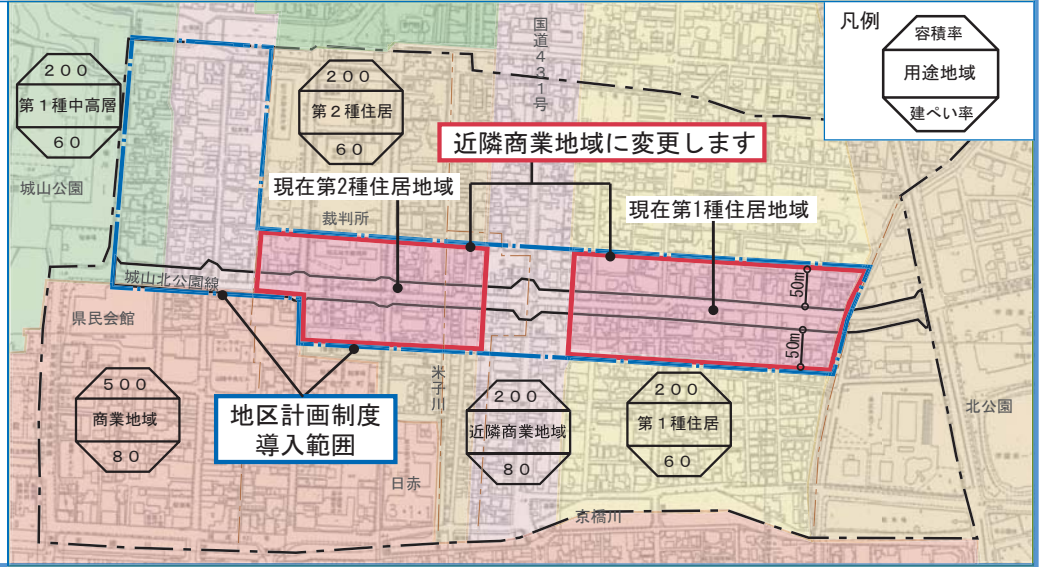 凡例
容積率
用途地域
建ぺい率
国道431号
200
第1種中高層
60
200
第2種住居
60
近隣商業地域に変更します
城山公園
現在第2種住居地域
裁判所
現在第1種住居地域
城山北公園線
50m
50m
県民会館
500
商業地域
80
地区計画制度
導入範囲
米子川
200
近隣商業地域
80
200
第1種住居
60
北公園
日赤
京橋川